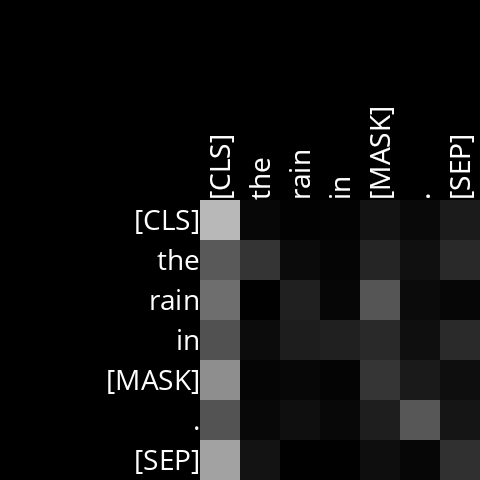 [CLS] the rain in [MASK] . [SEP]
[CLS]
the
rain
in
[MASK]
.
[SEP]